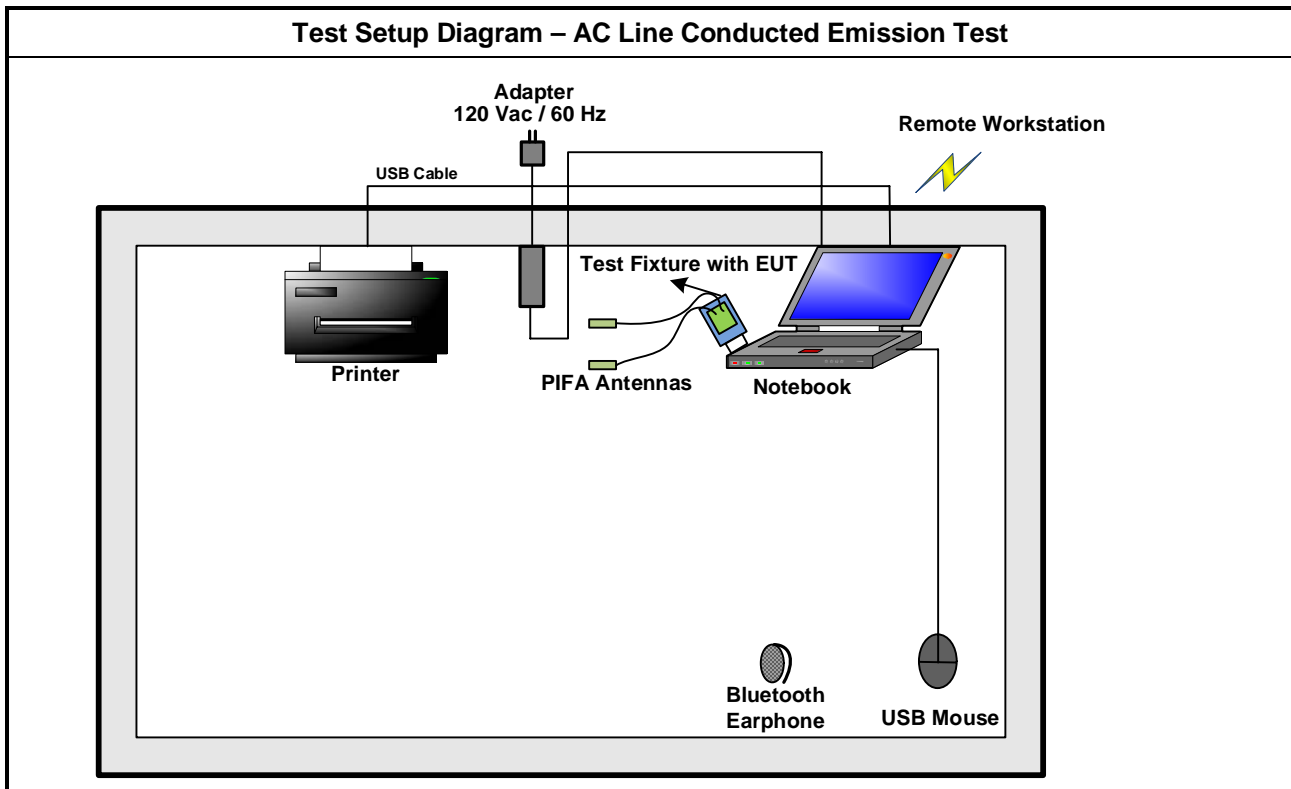 Test Setup Diagram – AC Line Conducted Emission Test
Adapter
120 Vac / 60 Hz
Remote Workstation
USB Cable
Test Fixture with EUT
Printer
PIFA Antennas
Notebook
Bluetooth
Earphone
USB Mouse